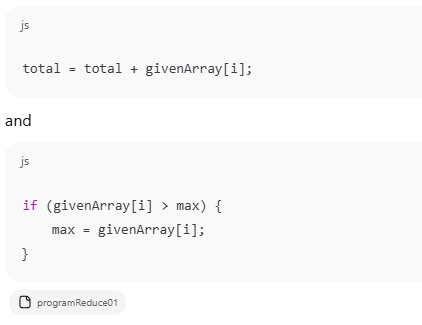 js
total = total + givenArray[i];
and
js
if (givenArray[i] > max) {
    max = givenArray[i];
}
programReduce01